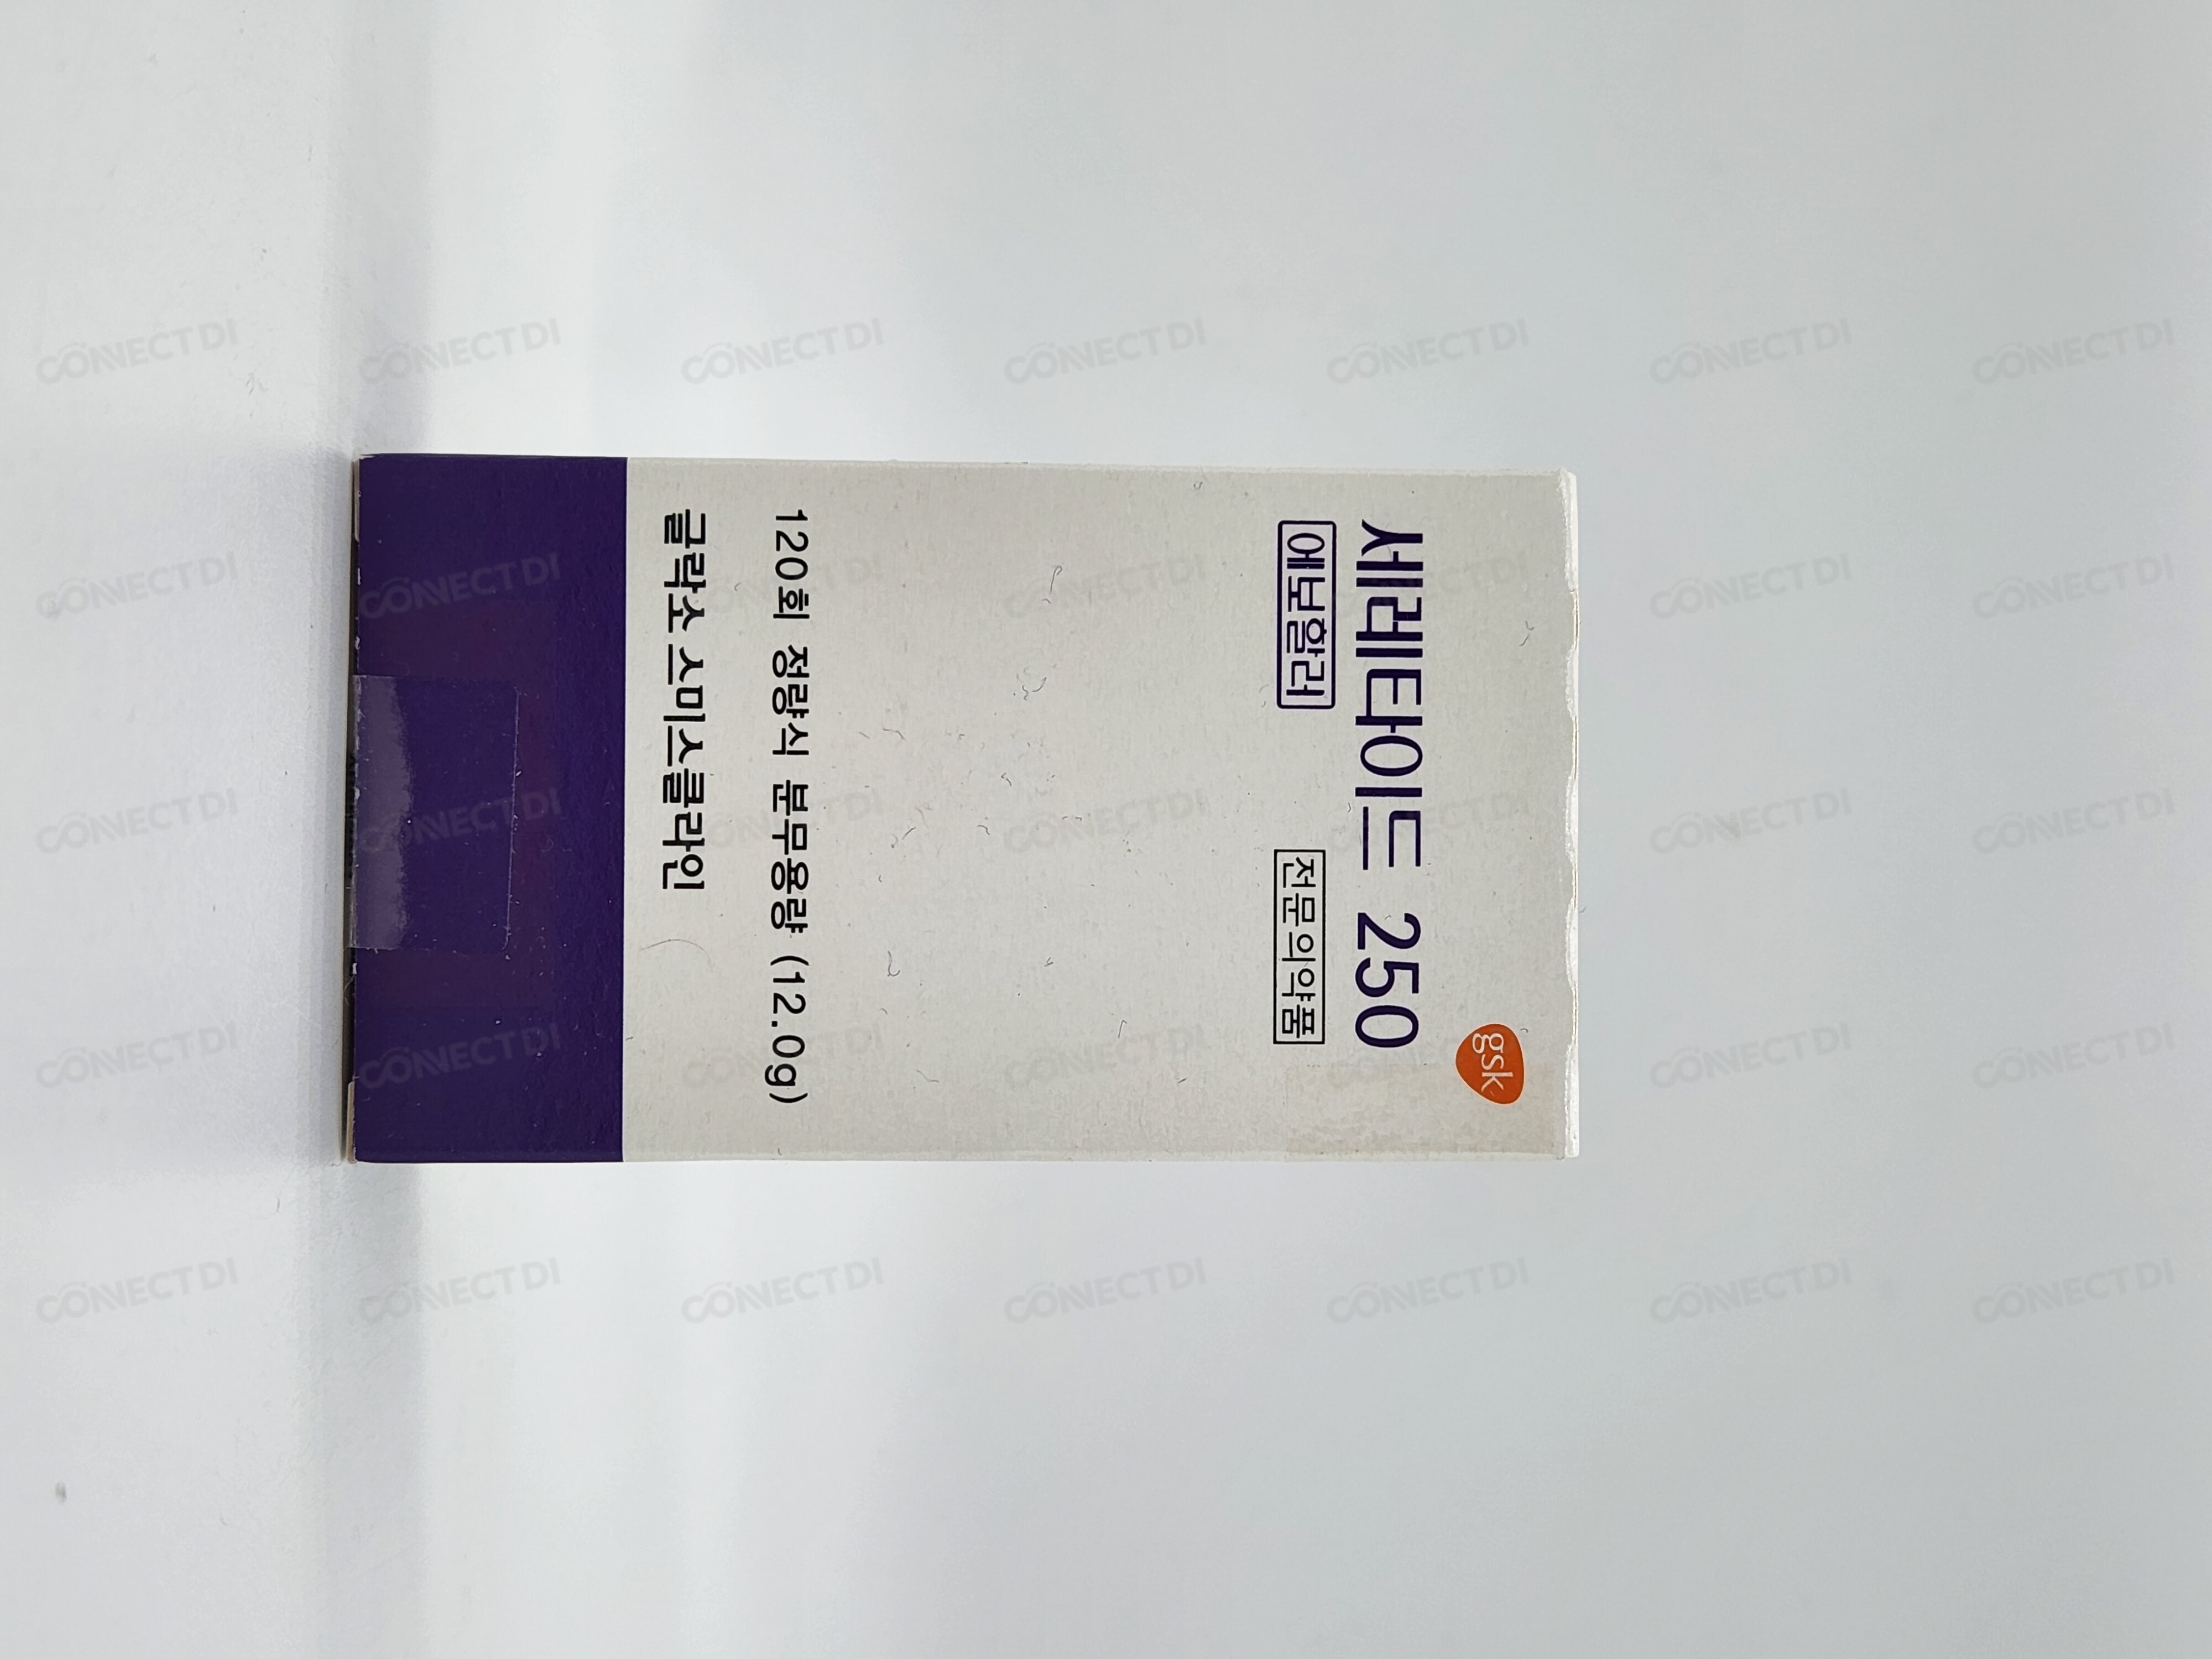 gsk
세레타이드 250
에보할러 전문의약품
120회 정량식 분무용량 (12.0g)
글락소 스미스클라인
CONNECT DI